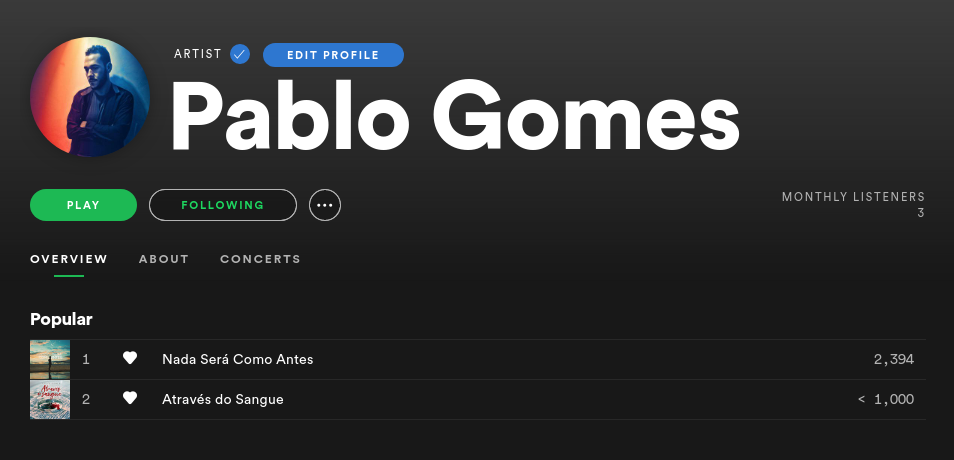 ARTIST
EDIT PROFILE
Pablo Gomes
PLAY
FOLLOWING
MONTHLY LISTENERS
3
OVERVIEW
ABOUT
CONCERTS
Popular
1 Nada Será Como Antes 2,394
2 Através do Sangue < 1,000